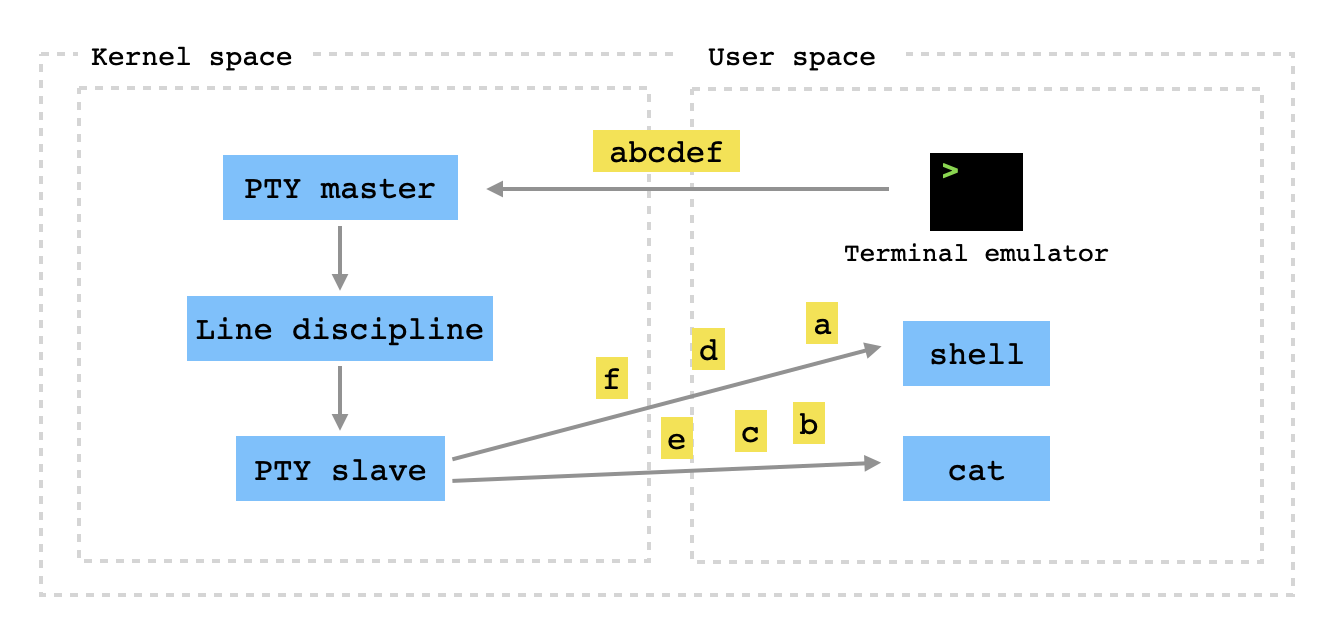 Kernel space
User space
abcdef
PTY master
>
Terminal emulator
Line discipline
a
d
shell
f
b
c
e
PTY slave
cat